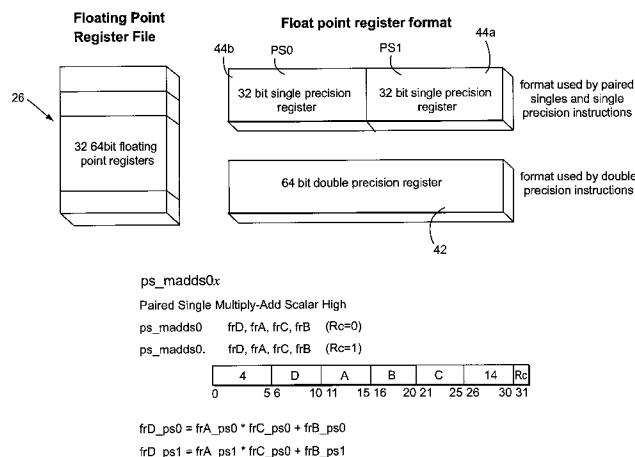 Floating Point
Register File
26
32 64bit floating
point registers
Float point register format
44b
PS0
PS1
44a
32 bit single precision
register
32 bit single precision
register
format used by paired
singles and single
precision instructions
64 bit double precision register
format used by double
precision instructions
42
ps_madds0x
Paired Single Multiply-Add Scalar High
ps_madds0 frD, frA, frC, frB (Rc=0)
ps_madds0. frD, frA, frC, frB (Rc=1)
4 D A B C 14 Rc
0 5 6 10 11 15 16 20 21 25 26 30 31
frD_ps0 = frA_ps0 * frC_ps0 + frB_ps0
frD_ps1 = frA_ps1 * frC_ps0 + frB_ps1